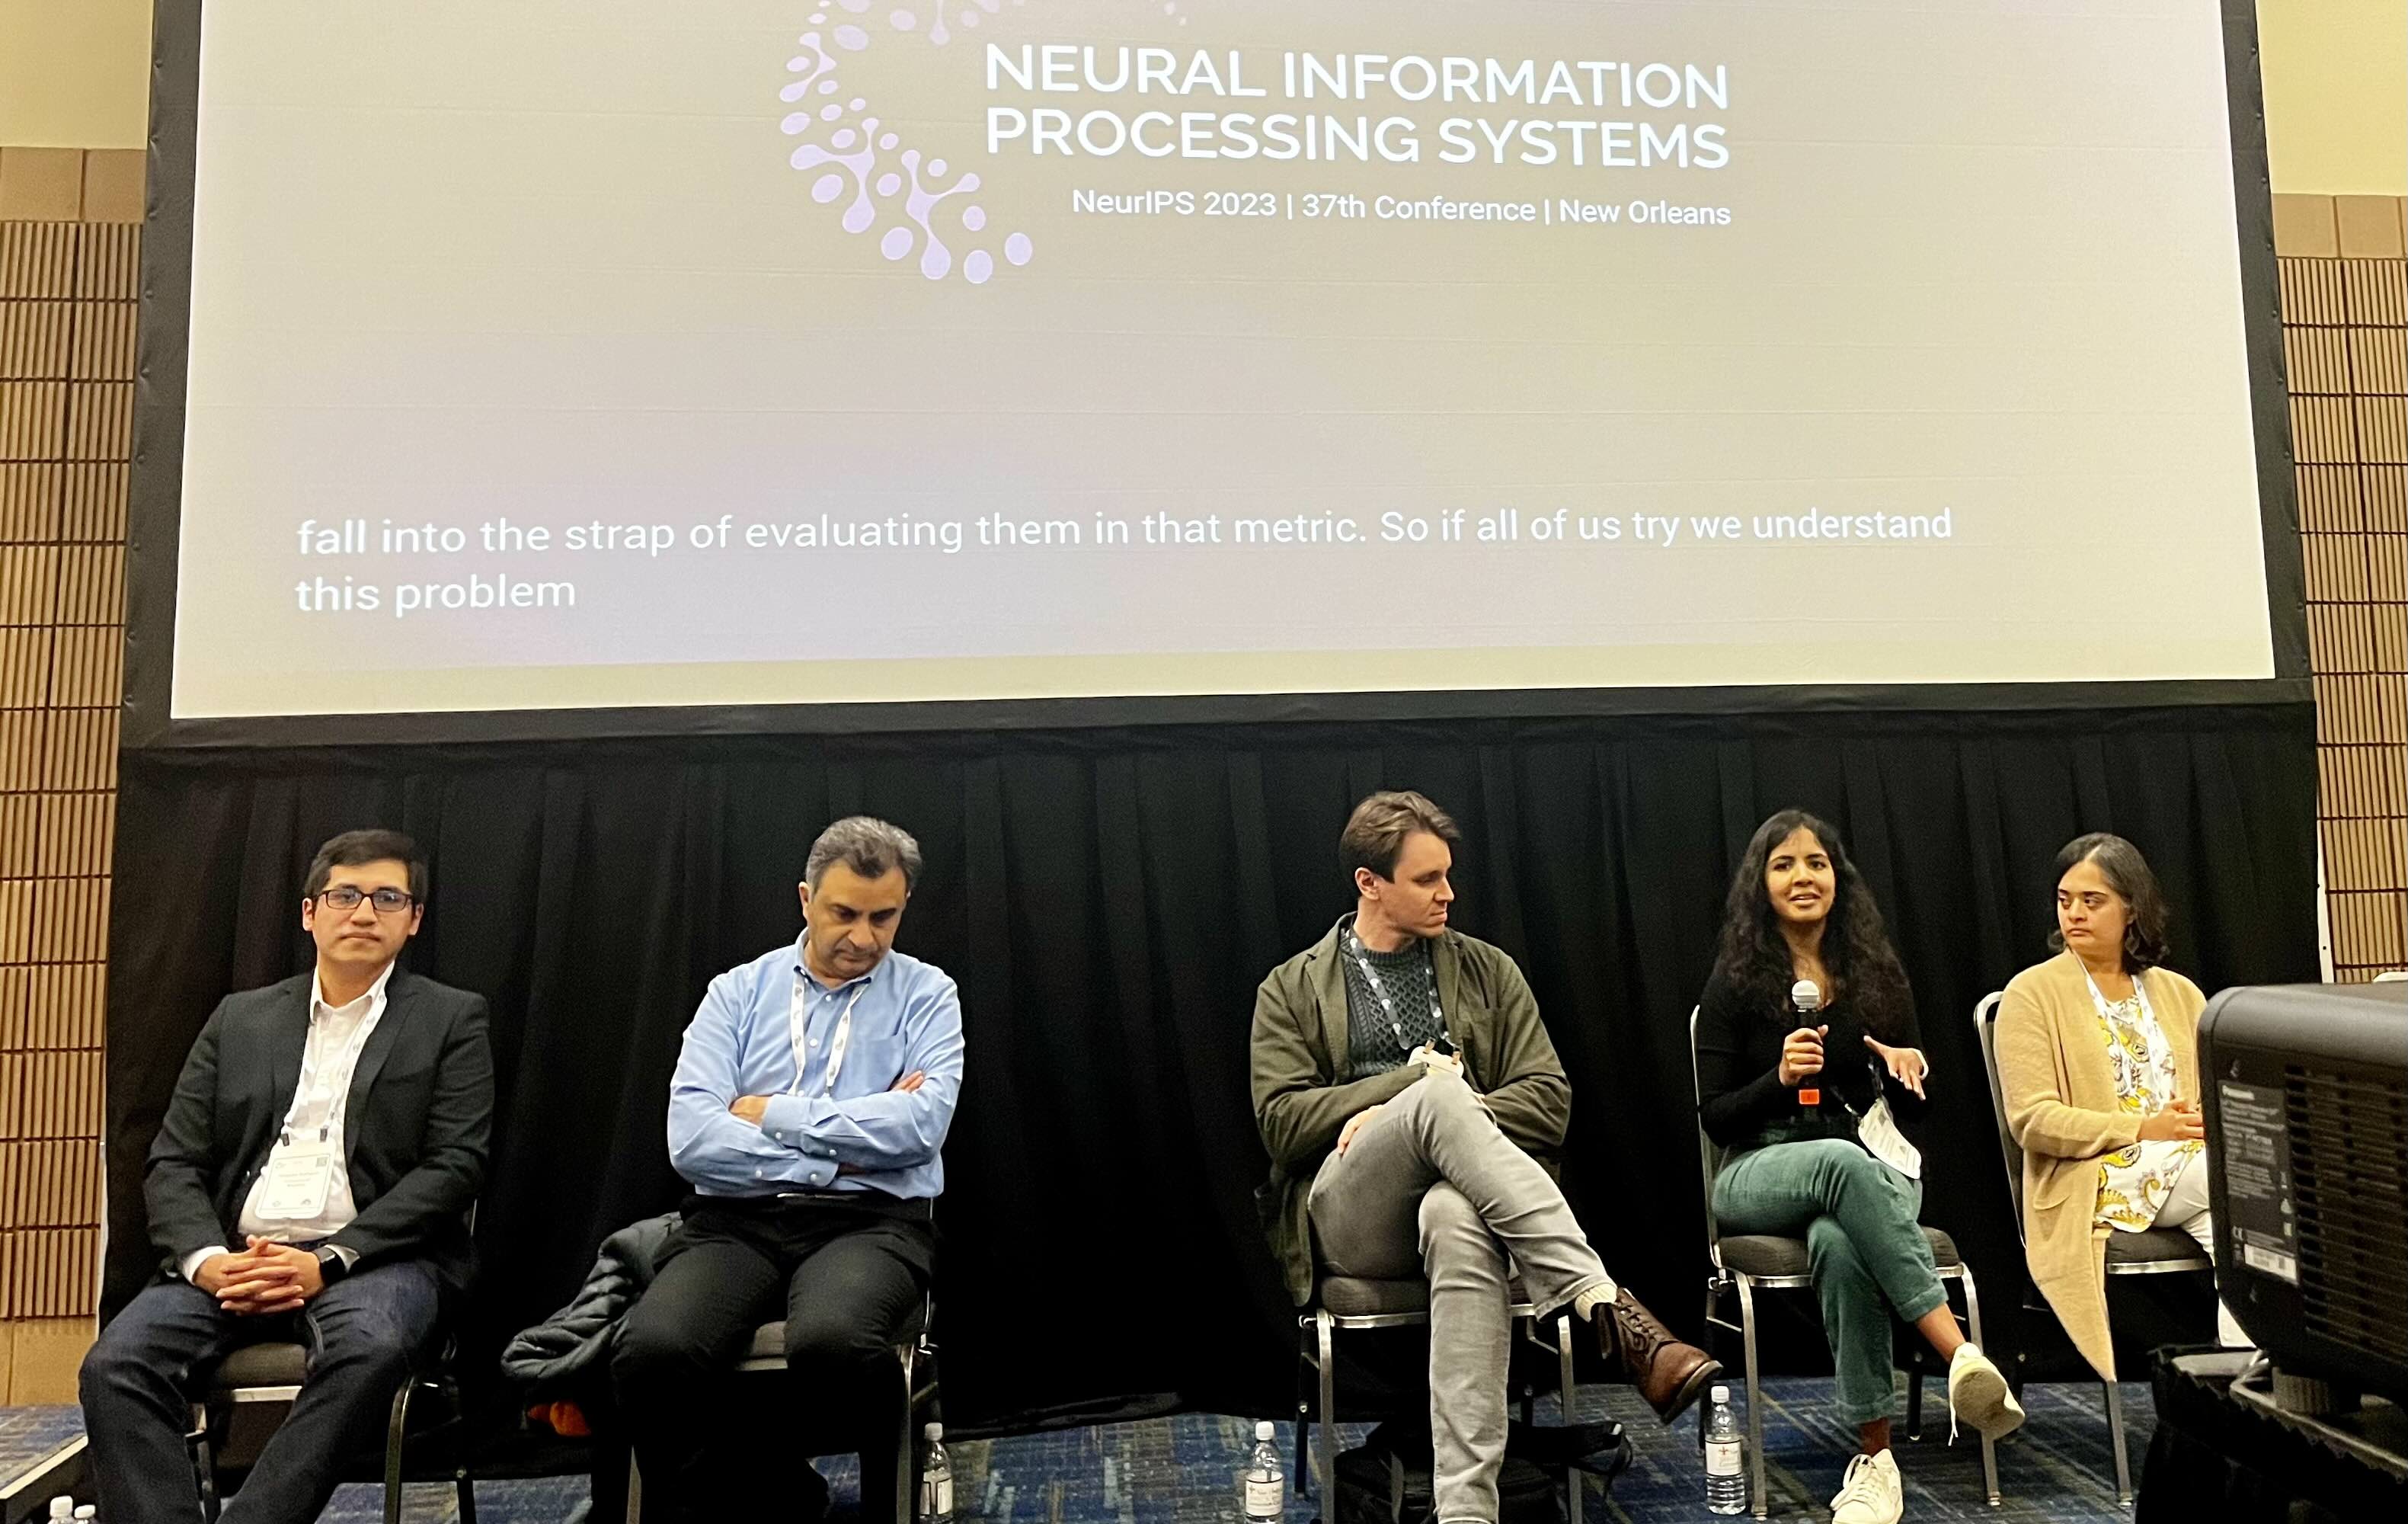 NEURAL INFORMATION
PROCESSING SYSTEMS
NeurIPS 2023 | 37th Conference | New Orleans
fall into the strap of evaluating them in that metric. So if all of us try we understand
this problem
Panasonic